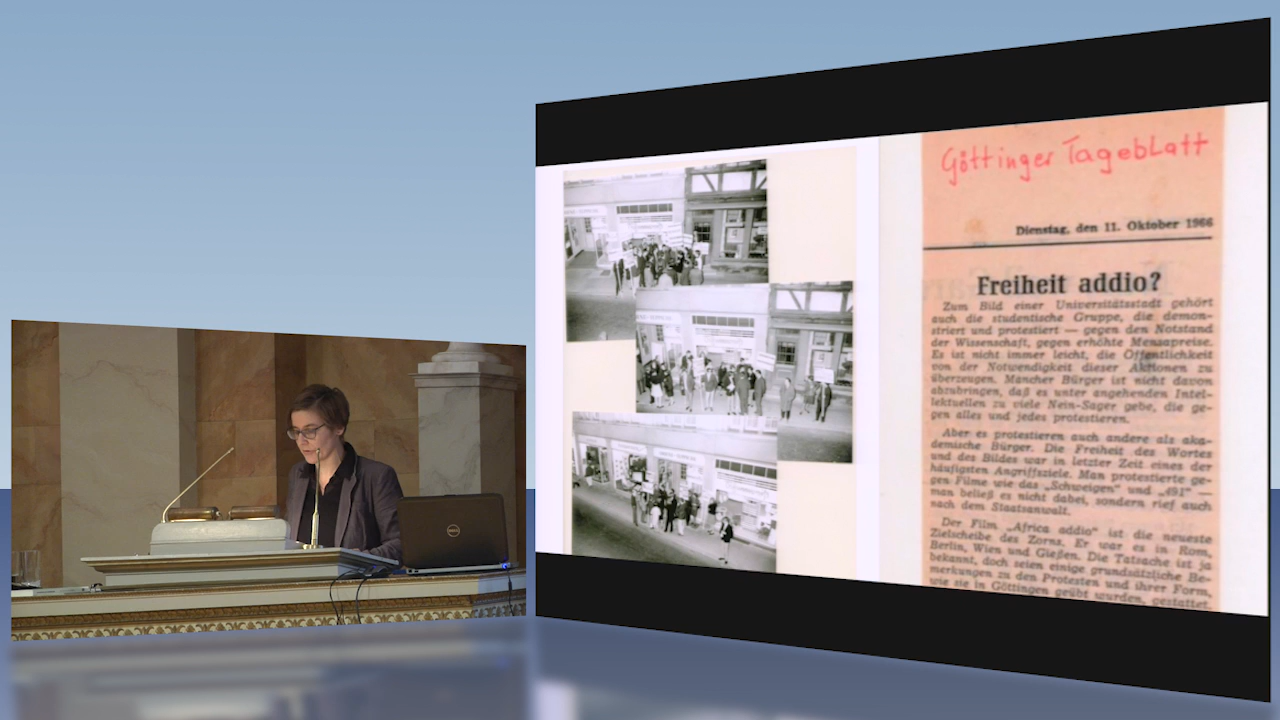 Göttinger Tageblatt
Dienstag, den 11. Oktober 1966
Freiheit addio?
Zum Bild einer Universitätsstadt gehört
auch die studentische Gruppe, die demon-
striert und protestiert — gegen den Notstand
der Wissenschaft, gegen erhöhte Mensapreise.
Es ist nicht immer leicht, die Öffentlichkeit
von der Notwendigkeit dieser Aktionen zu
überzeugen. Mancher Bürger ist nicht davon
abzubringen, daß es unter angehenden Intel-
lektuellen zu viele Nein-Sager gebe, die ge-
gen alles und jedes protestieren.
Aber es protestieren auch andere als aka-
demische Bürger. Die Freiheit des Wortes
und des Bildes war in letzter Zeit eines der
häufigsten Angriffsziele. Man protestierte ge-
gen Filme wie das „Schweigen" und „491" —
man beließ es nicht dabei, sondern rief auch
nach dem Staatsanwalt.
Der Film „Africa addio" ist die neueste
Zielscheibe des Zorns. Er war es in Rom,
Berlin, Wien und Gießen. Die Tatsache ist ja
bekannt, doch seien einige grundsätzliche Be-
merkungen zu den Protesten und ihrer Form,
wie sie in Göttingen geübt wurden, gestattet.
DELL